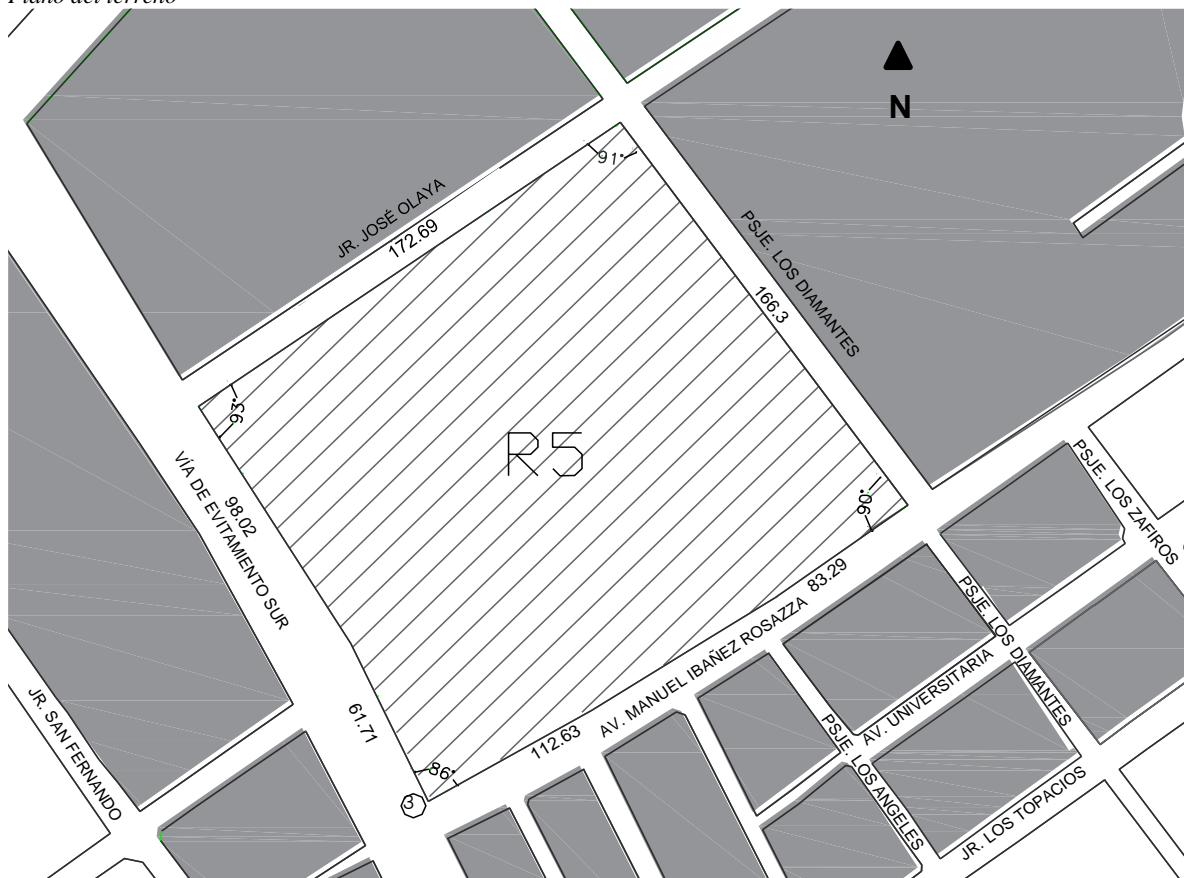 Plano del terreno
N
JR. JOSÉ OLAYA
172.69
91°
PSJE. LOS DIAMANTES
166.3
93°
R5
VÍA DE EVITAMIENTO SUR
98.02
90°
PSJE. LOS ZAFIROS
83.29
AV. MANUEL IBAÑEZ ROSAZZA
PSJE. LOS DIAMANTES
AV. UNIVERSITARIA
61.71
112.63
86°
3
JR. SAN FERNANDO
PSJE. LOS ANGELES
JR. LOS TOPACIOS